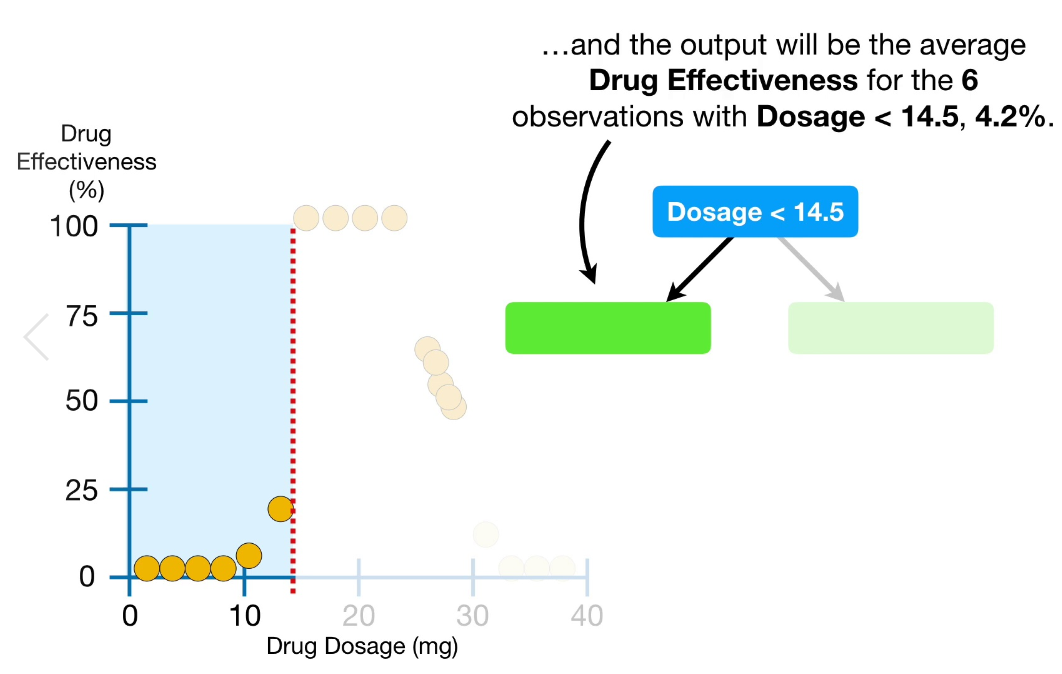 …and the output will be the average
Drug Effectiveness for the 6
observations with Dosage < 14.5, 4.2%.
Drug
Effectiveness
(%)
Dosage < 14.5
100
75
50
25
0
0 10 20 30 40
Drug Dosage (mg)